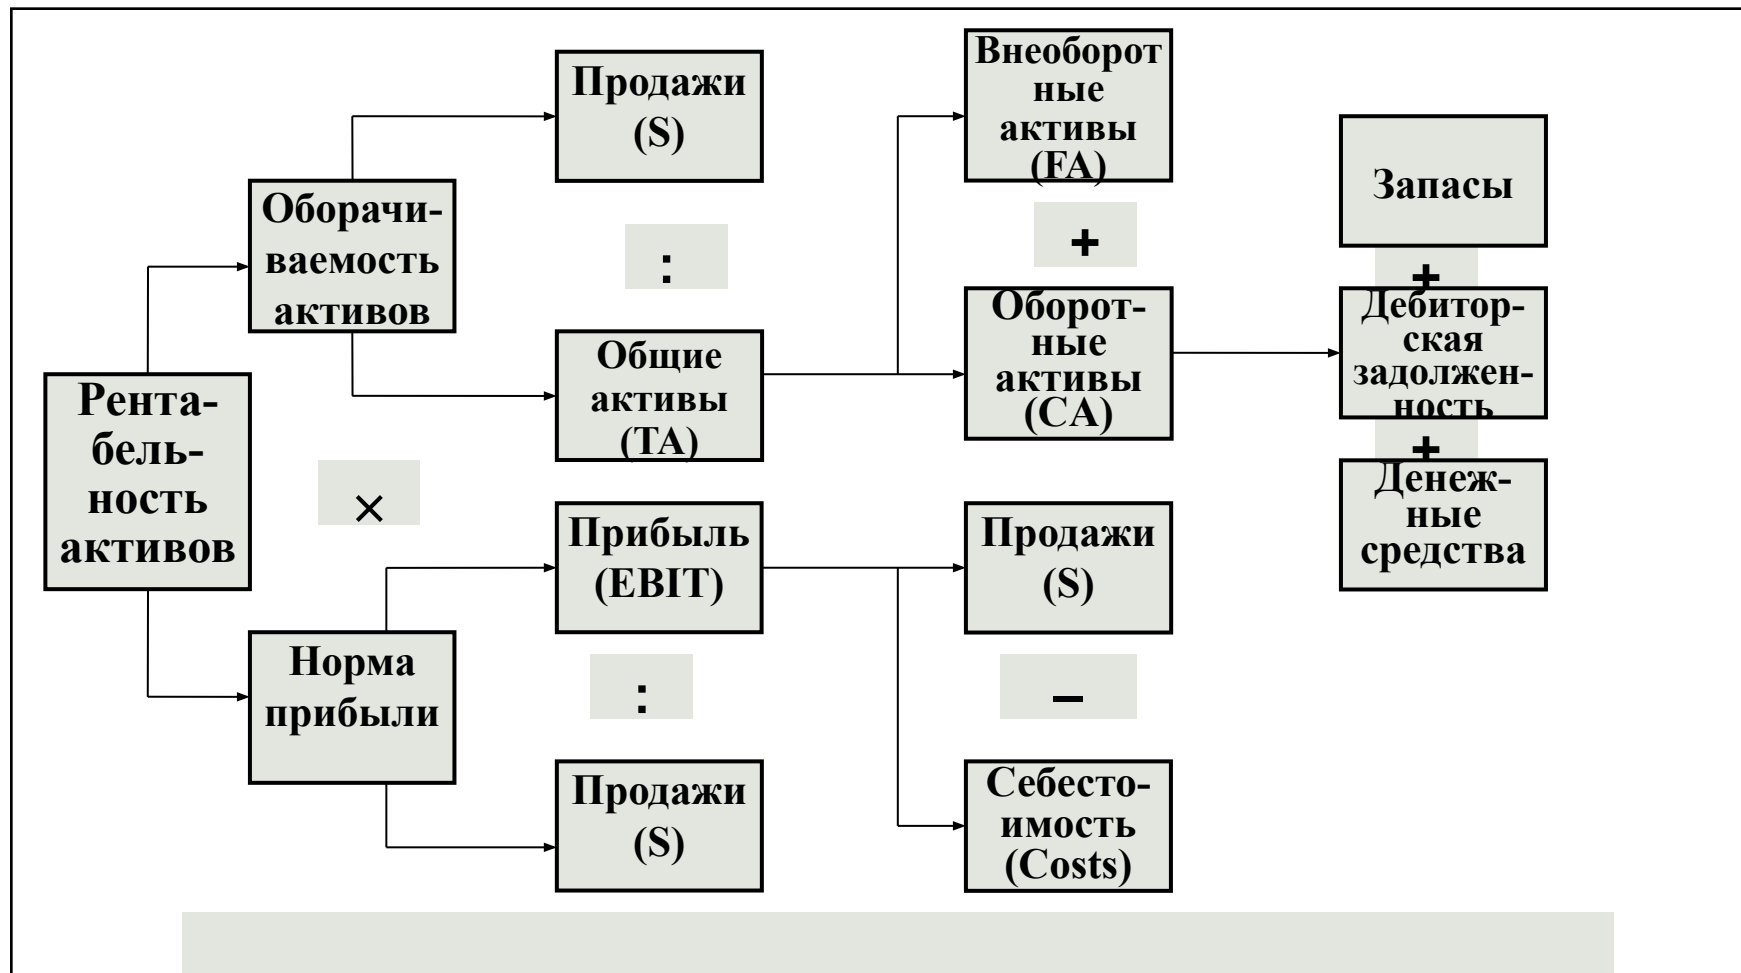 Продажи
(S)
Внеоборот
ные
активы
(FA)
Запасы
Оборачи-
ваемость
активов
:
+
+
Общие
активы
(TA)
Оборот-
ные
активы
(CA)
Дебитор-
ская
задолжен-
ность
+
Рента-
бель-
ность
активов
×
Денеж-
ные
средства
Прибыль
(EBIT)
Продажи
(S)
Норма
прибыли
:
–
Продажи
(S)
Себесто-
имость
(Costs)